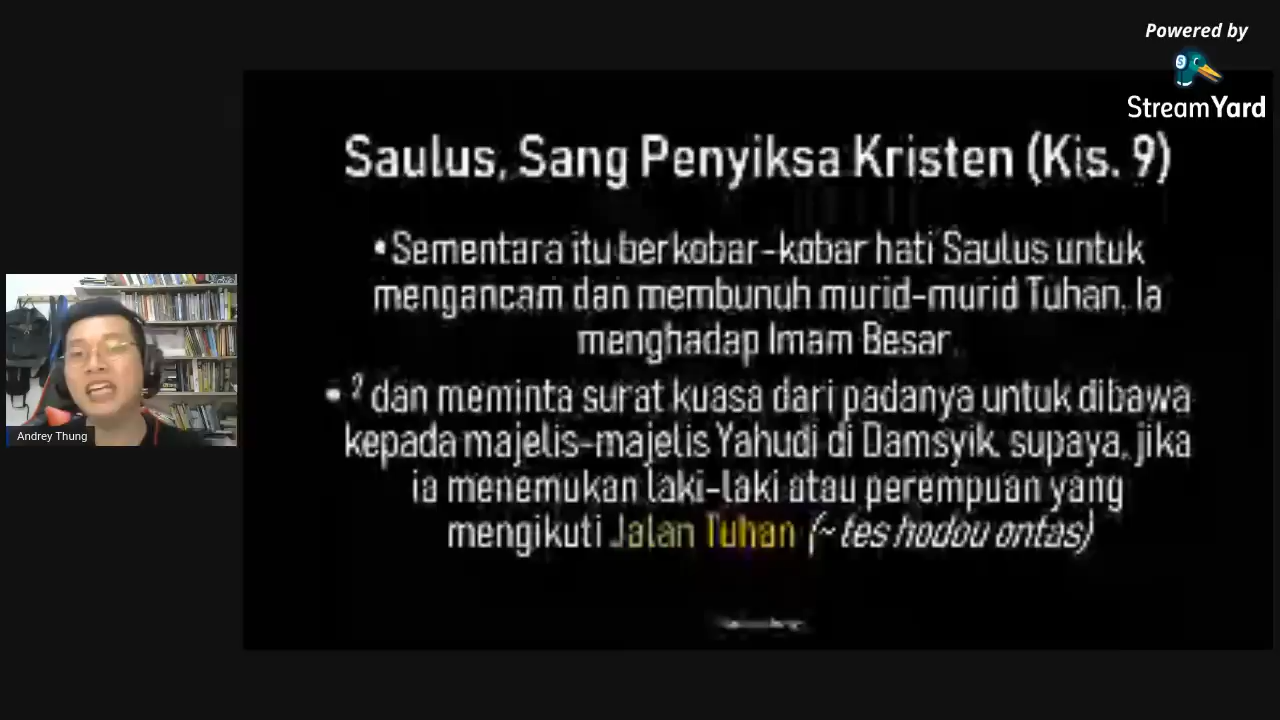 Powered by
StreamYard
Saulus, Sang Penyiksa Kristen (Kis. 9)
•Sementara itu berkobar-kobar hati Saulus untuk
mengancam dan membunuh murid-murid Tuhan. Ia
menghadap Imam Besar
• ² dan meminta surat kuasa dari padanya untuk dibawa
kepada majelis-majelis Yahudi di Damsyik, supaya, jika
ia menemukan laki-laki atau perempuan yang
mengikuti Jalan Tuhan (~ tes hodou ontas)
Andrey Thung